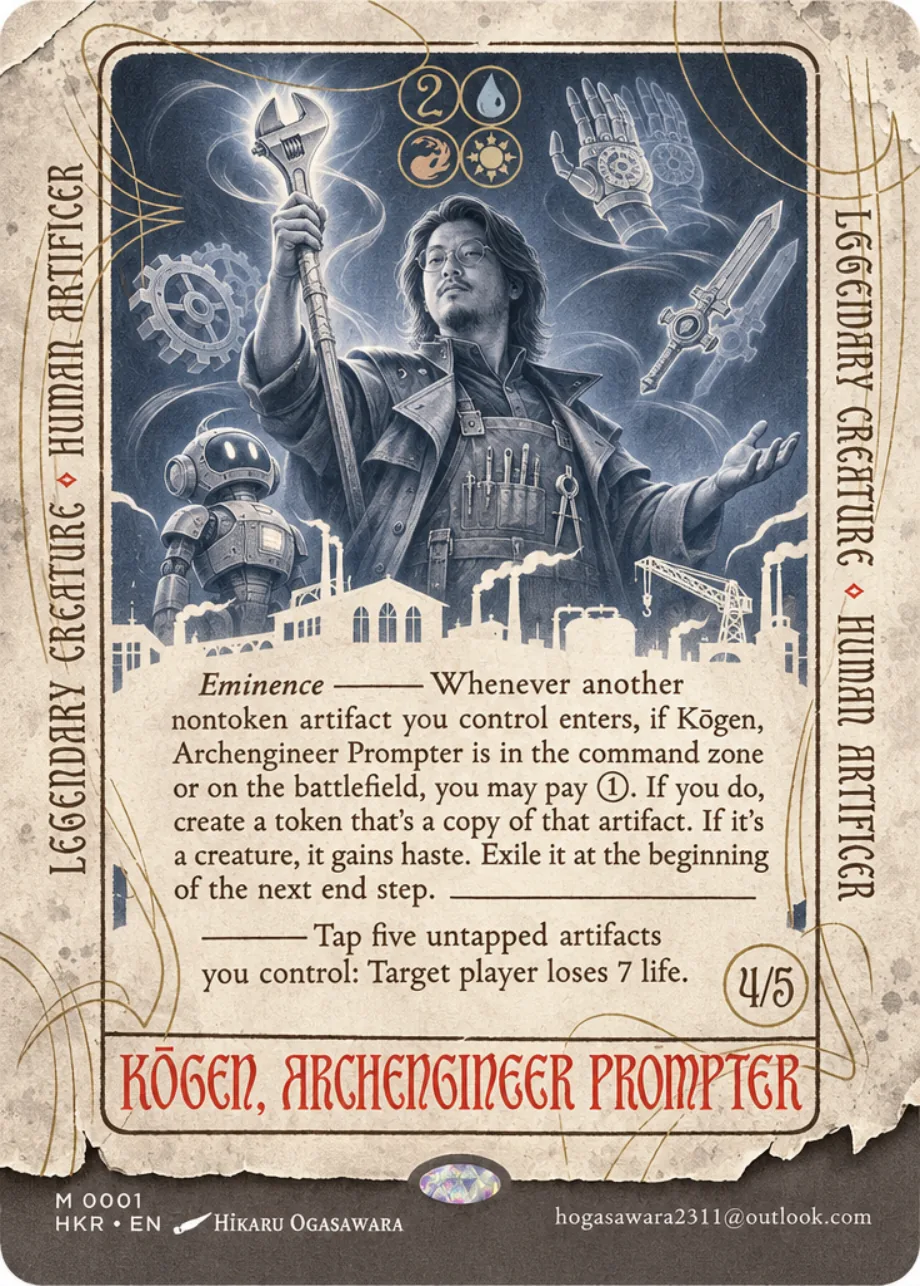 2
LEGENDARY CREATURE ♦ HUMAN ARTIFICER
LEGEIDARY CREATURE ♦ HUMAN ARTIFICER
Eminence —— Whenever another
nontoken artifact you control enters, if Kōgen,
Archengineer Prompter is in the command zone
or on the battlefield, you may pay ①. If you do,
create a token that's a copy of that artifact. If it's
a creature, it gains haste. Exile it at the beginning
of the next end step.
—— Tap five untapped artifacts
you control: Target player loses 7 life.
4/5
KŌGEN, ARCHENGINEER PROMPTER
M 0001
HKR • EN HIKARU OGASAWARA
hogasawara2311@outlook.com